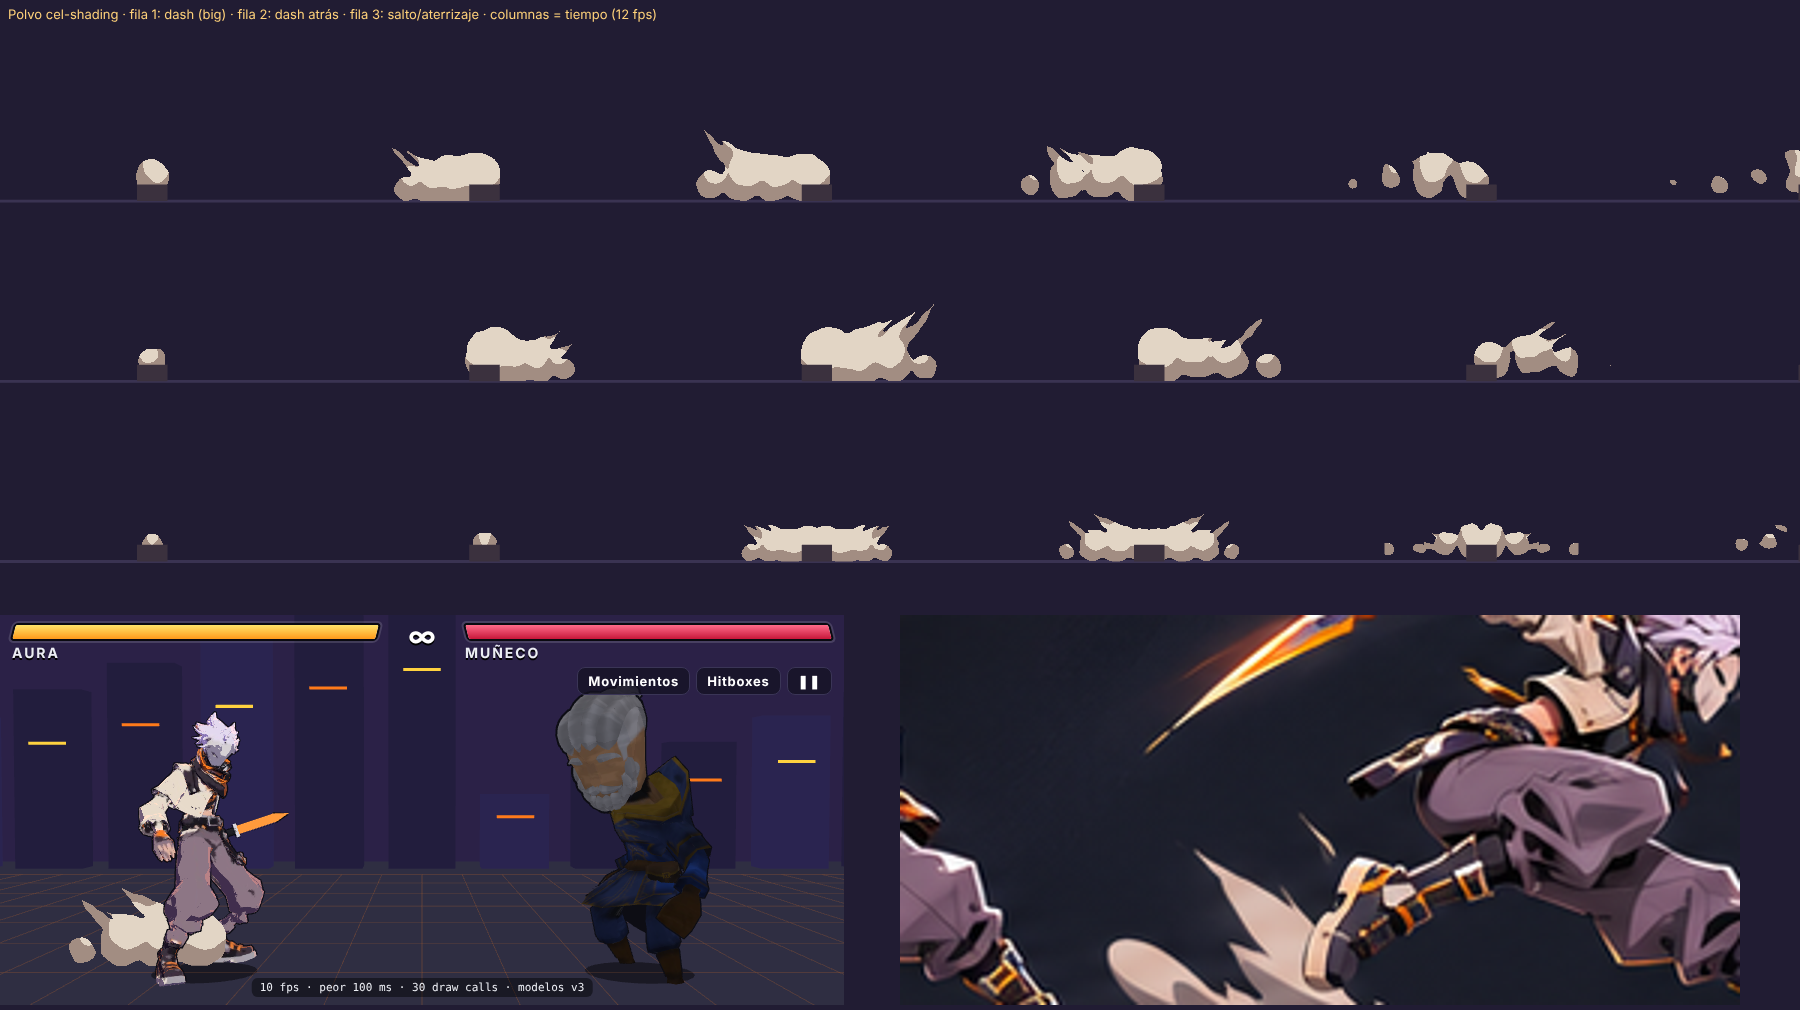 Polvo cel-shading · fila 1: dash (big) · fila 2: dash atrás · fila 3: salto/aterrizaje · columnas = tiempo (12 fps)
∞
AURA
MUÑECO
Movimientos
Hitboxes
10 fps · peor 100 ms · 30 draw calls · modelos v3